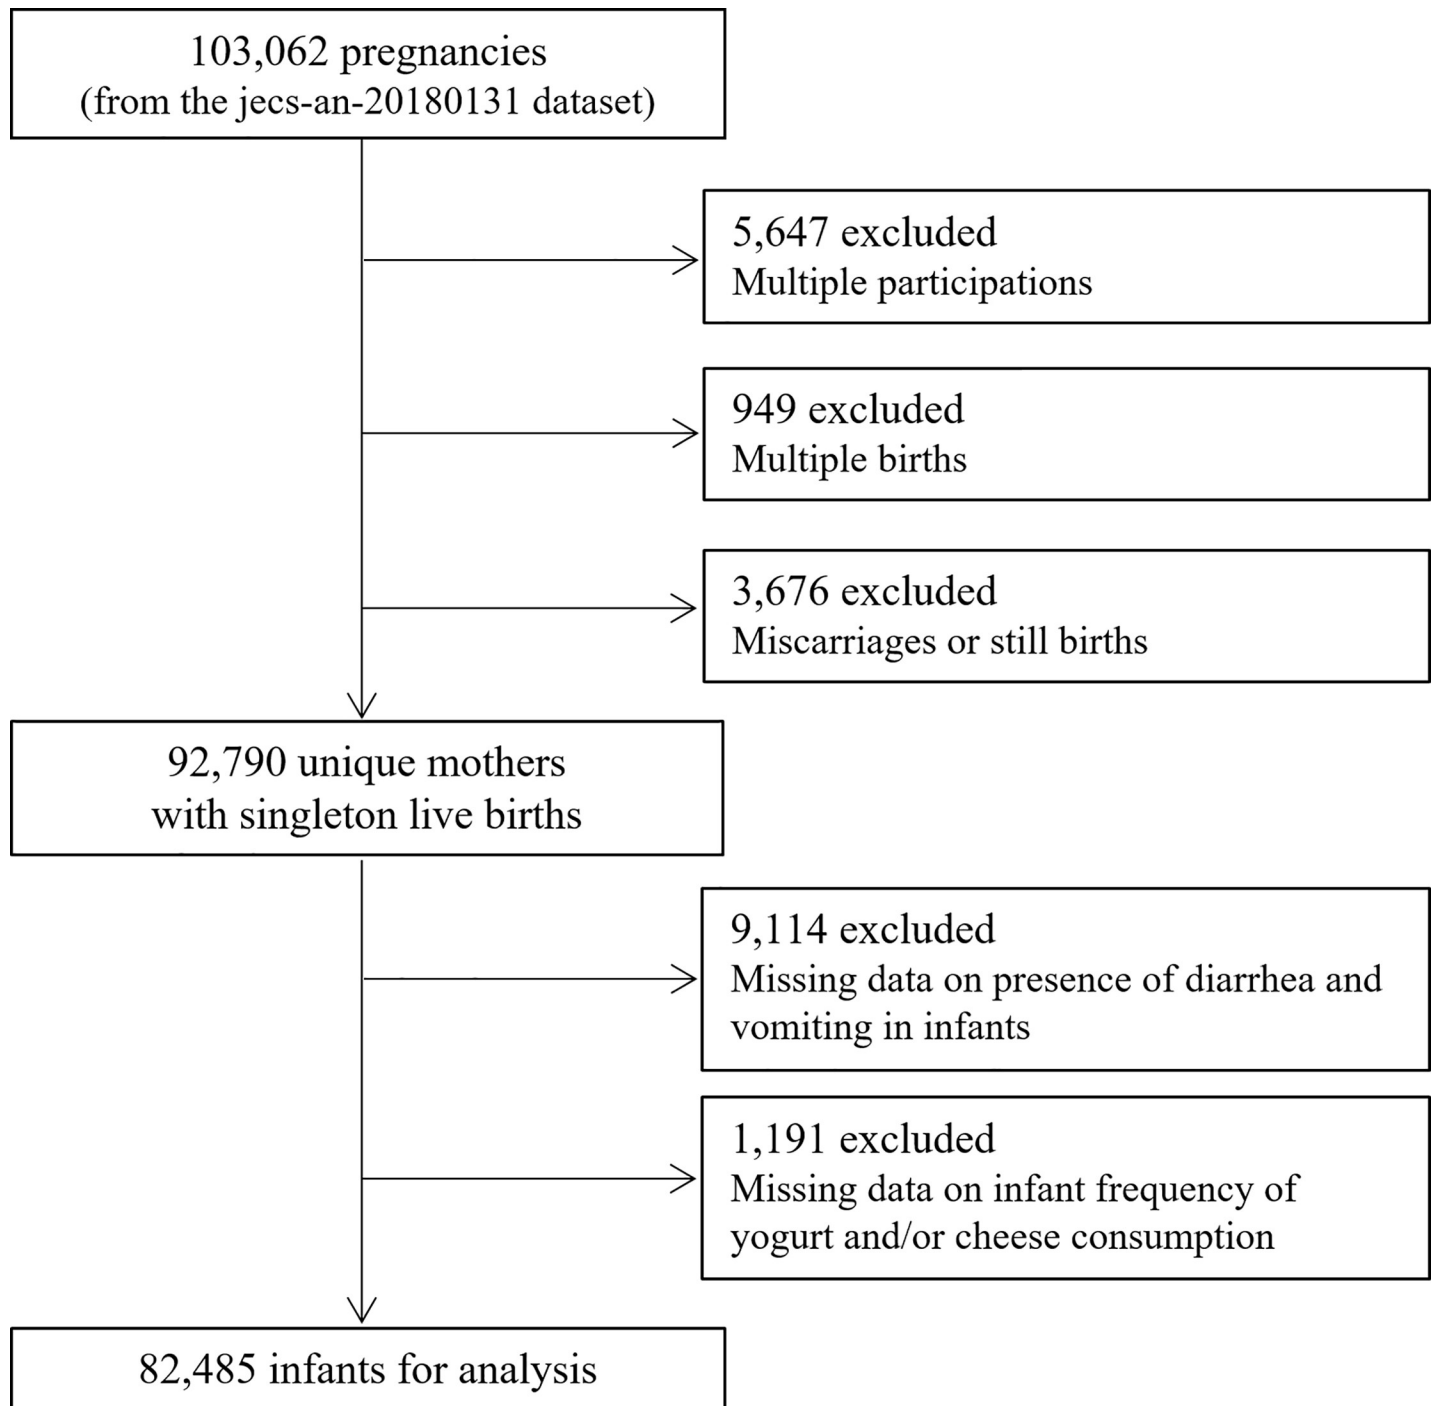 103,062 pregnancies
(from the jecs-an-20180131 dataset)
5,647 excluded
Multiple participations
949 excluded
Multiple births
3,676 excluded
Miscarriages or still births
92,790 unique mothers
with singleton live births
9,114 excluded
Missing data on presence of diarrhea and
vomiting in infants
1,191 excluded
Missing data on infant frequency of
yogurt and/or cheese consumption
82,485 infants for analysis